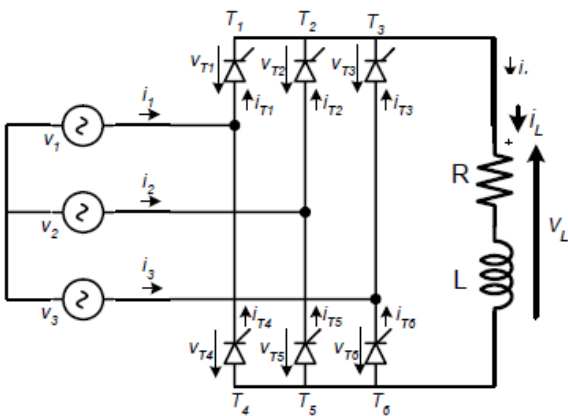 T1 T2 T3
vT1 vT2 vT3 i.
i1 iT1 iT2 iT3 iL
v1 +
R
i2
v2 VL
i3 L
v3 iT4 iT5 iT6
vT4 vT5 vT6
T4 T5 T6